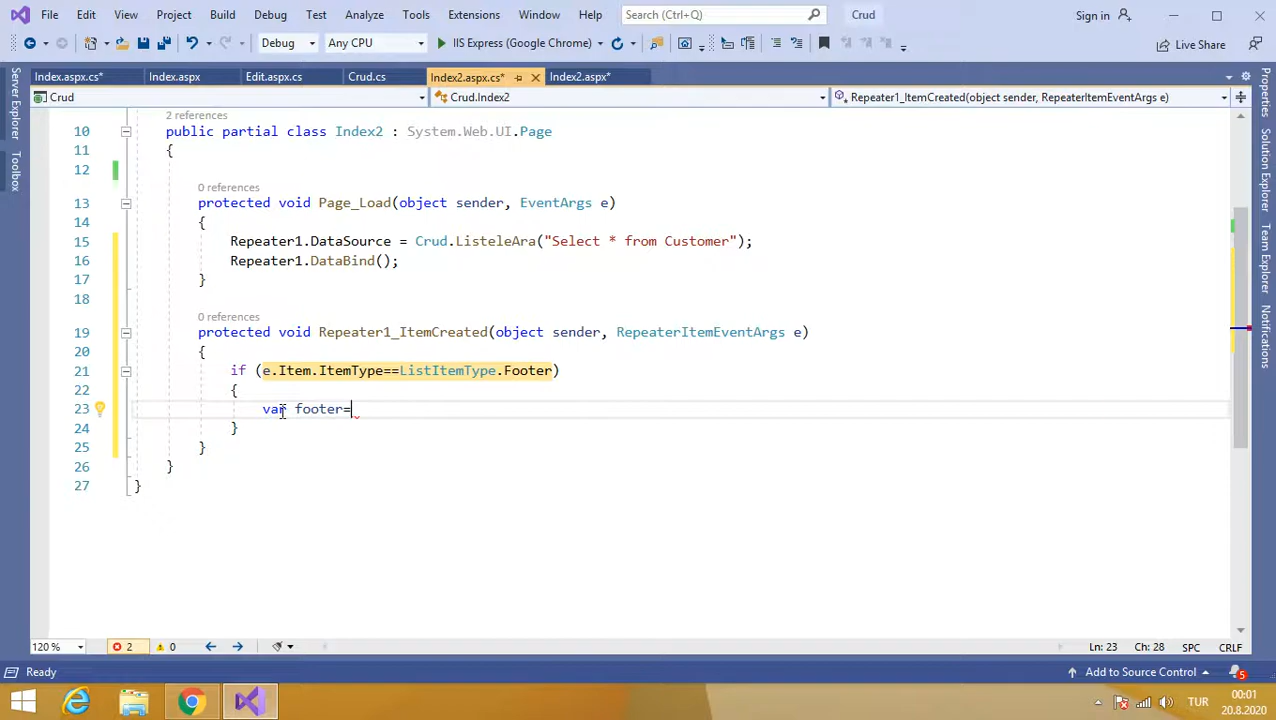 File Edit View Project Build Debug Test Analyze Tools Extensions Window Help Search (Ctrl+Q) Crud Sign in
Debug Any CPU IIS Express (Google Chrome) Live Share
Index.aspx.cs* Index.aspx Edit.aspx.cs Crud.cs Index2.aspx.cs* Index2.aspx*
Crud Crud.Index2 Repeater1_ItemCreated(object sender, RepeaterItemEventArgs e)
Server Explorer
Toolbox
Properties
Solution Explorer
Team Explorer
Notifications
2 references
10 public partial class Index2 : System.Web.UI.Page
11 {
12
0 references
13 protected void Page_Load(object sender, EventArgs e)
14 {
15 Repeater1.DataSource = Crud.ListeleAra("Select * from Customer");
16 Repeater1.DataBind();
17 }
18
0 references
19 protected void Repeater1_ItemCreated(object sender, RepeaterItemEventArgs e)
20 {
21 if (e.Item.ItemType==ListItemType.Footer)
22 {
23 var footer=
24 }
25 }
26 }
27 }
120 % 2 0 Ln: 23 Ch: 28 SPC CRLF
Ready Add to Source Control 5
TUR 00:01
20.8.2020